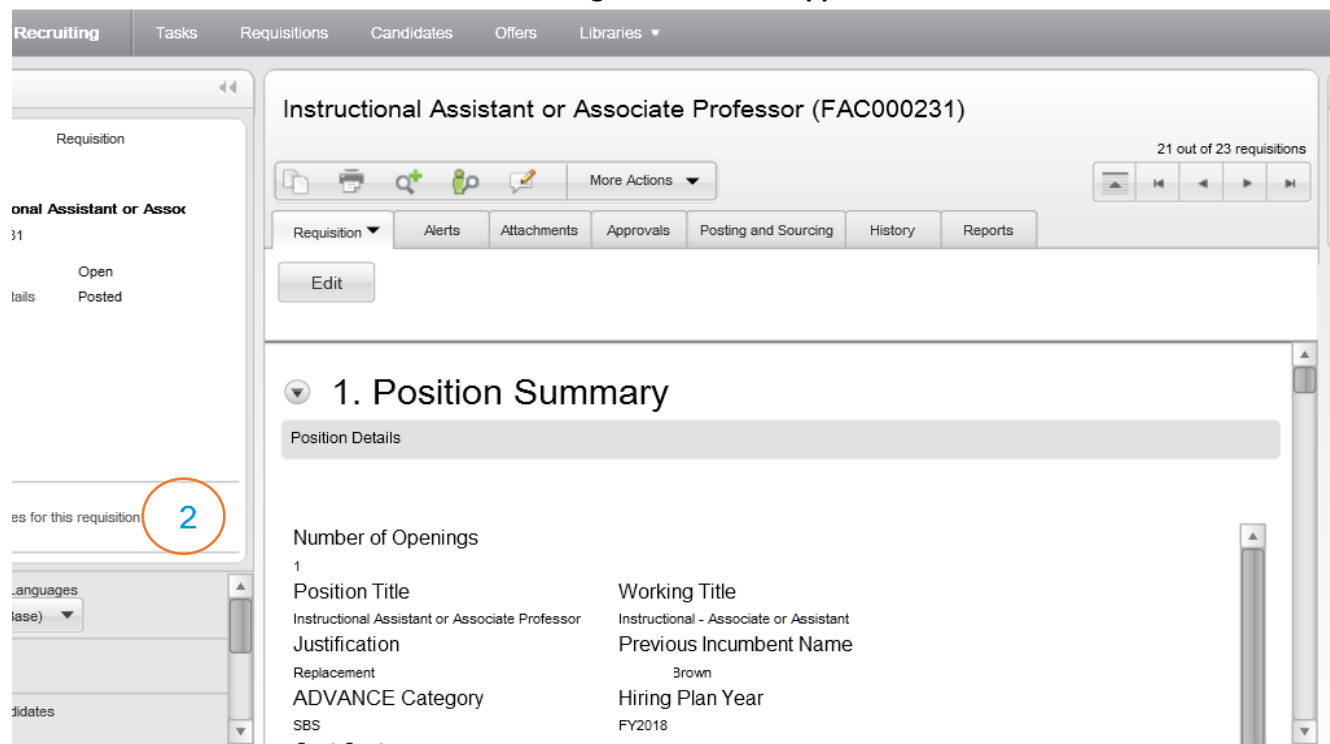 Recruiting Tasks Requisitions Candidates Offers Libraries
Instructional Assistant or Associate Professor (FAC000231)
Requisition
21 out of 23 requisitions
More Actions
onal Assistant or Assoc
31
Requisition Alerts Attachments Approvals Posting and Sourcing History Reports
Open
tails Posted
Edit
1. Position Summary
Position Details
es for this requisition: 2
Number of Openings
1
Position Title Working Title
Instructional Assistant or Associate Professor Instructional - Associate or Assistant
Justification Previous Incumbent Name
Replacement Brown
ADVANCE Category Hiring Plan Year
SBS FY2018
Languages
Base)
didates